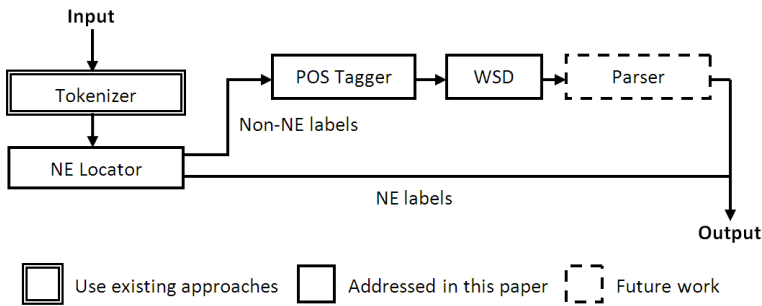 Input
POS Tagger
WSD
Parser
Tokenizer
Non-NE labels
NE Locator
NE labels
Output
Use existing approaches
Addressed in this paper
Future work